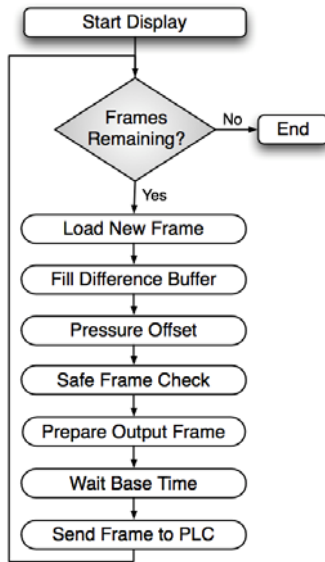 Start Display
Frames
Remaining?
No
End
Yes
Load New Frame
Fill Difference Buffer
Pressure Offset
Safe Frame Check
Prepare Output Frame
Wait Base Time
Send Frame to PLC